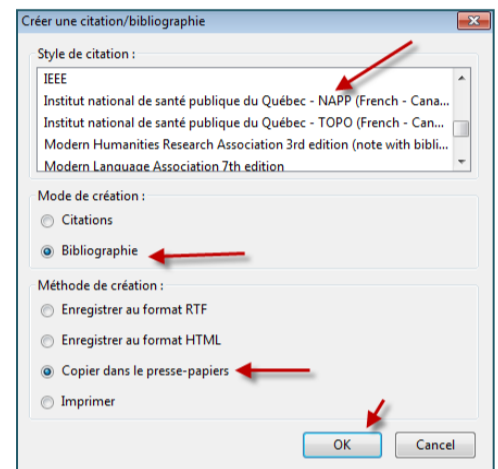 Créer une citation/bibliographie
Style de citation :
IEEE
Institut national de santé publique du Québec - NAPP (French - Cana...
Institut national de santé publique du Québec - TOPO (French - Can...
Modern Humanities Research Association 3rd edition (note with bibli...
Modern Language Association 7th edition
Mode de création :
Citations
Bibliographie
Méthode de création :
Enregistrer au format RTF
Enregistrer au format HTML
Copier dans le presse-papiers
Imprimer
OK
Cancel